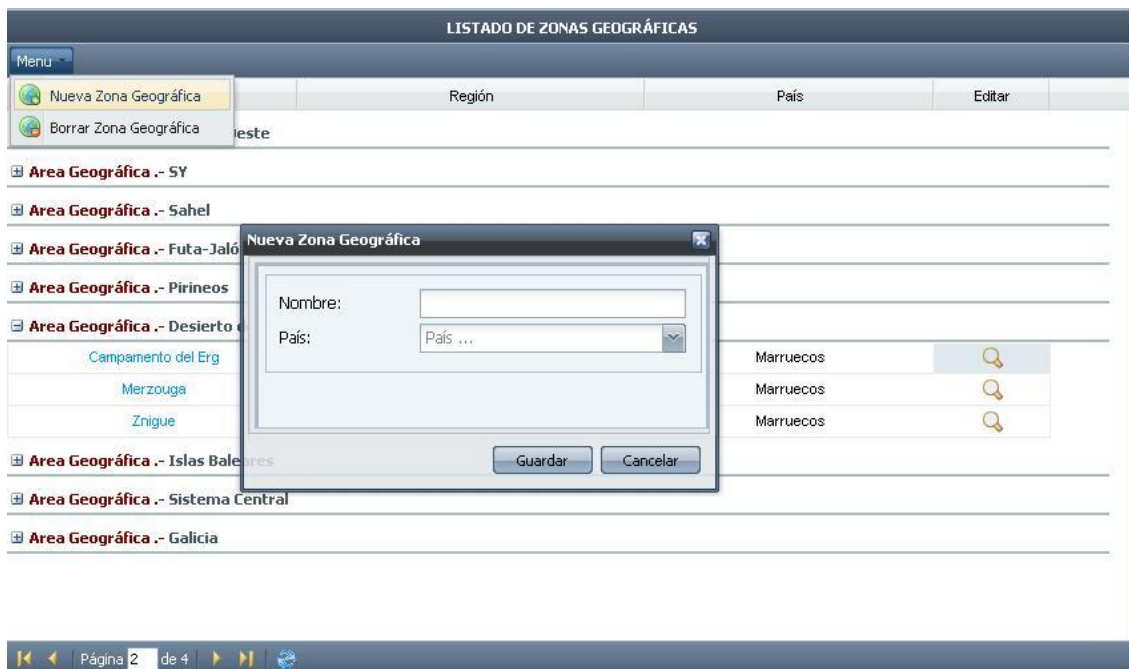 LISTADO DE ZONAS GEOGRÁFICAS
Menu
Nueva Zona Geográfica
Región País Editar
Borrar Zona Geográfica
Area Geográfica .- SY
Area Geográfica .- Sahel
Area Geográfica .- Futa-Jaló
Area Geográfica .- Pirineos
Area Geográfica .- Desierto
Campamento del Erg Marruecos
Merzouga Marruecos
Znigue Marruecos
Area Geográfica .- Islas Baleares
Area Geográfica .- Sistema Central
Area Geográfica .- Galicia
Nueva Zona Geográfica
Nombre:
País: País ...
Guardar Cancelar
Página 2 de 4